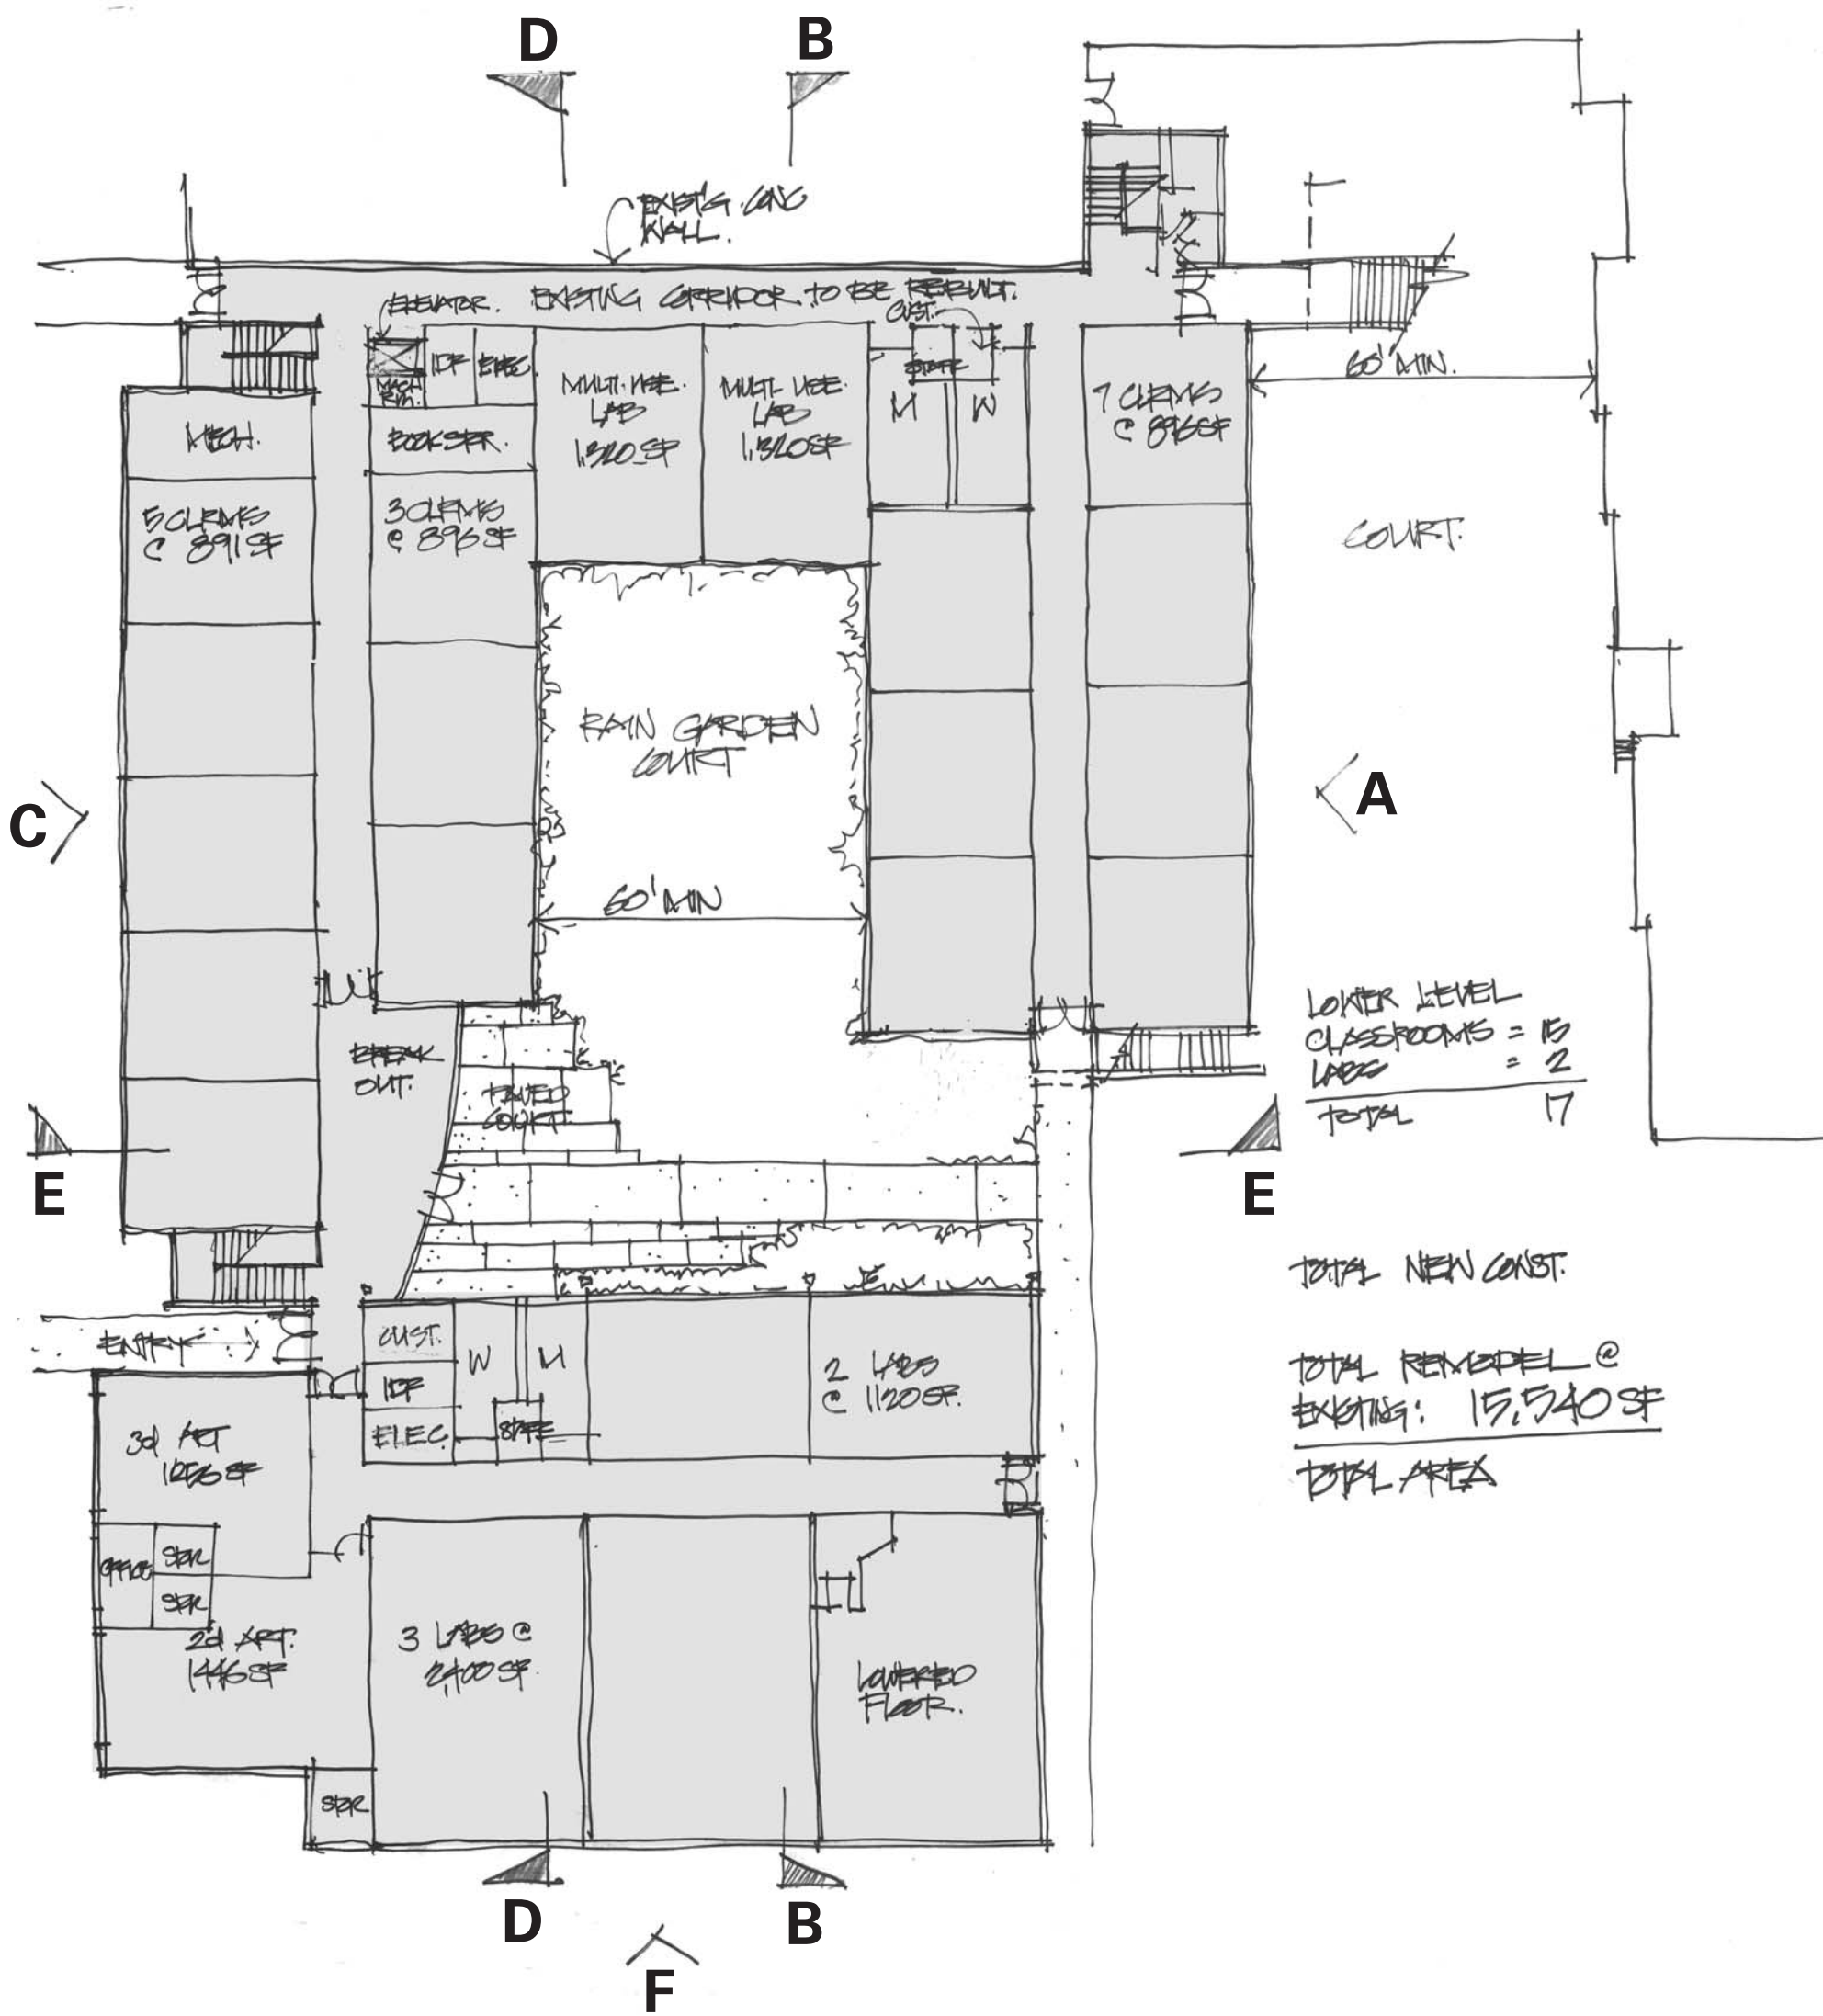 D
B
EXIST'G. CONC
WALL.
ELEVATOR.
EXISTING CORRIDOR TO BE REBUILT.
CUST.
60' MIN.
IDF
ELEC.
MACH
RM.
MULTI-USE
LAB
1,320 SF
MULTI-USE
LAB
1,320 SF
M
W
7 CLRMS
@ 896 SF
MECH.
BOOK STR.
5 CLRMS
@ 891 SF
3 CLRMS
@ 896 SF
COURT.
RAIN GARDEN
COURT
C
A
60' MIN
LOWER LEVEL
CLASSROOMS = 15
LABS = 2
TOTAL 17
BREAK
OUT.
PAVED
COURT
E
E
TOTAL NEW CONST.
ENTRY
CUST.
IDF
ELEC.
W
M
2 LABS
@ 1120 SF.
TOTAL REMODEL @
EXISTING: 15,540 SF
TOTAL AREA
3d ART
1256 SF
OFFICE
STR
STR
2d ART.
1446 SF
3 LABS @
2,400 SF.
LOWERED
FLOOR.
STR
D
B
F